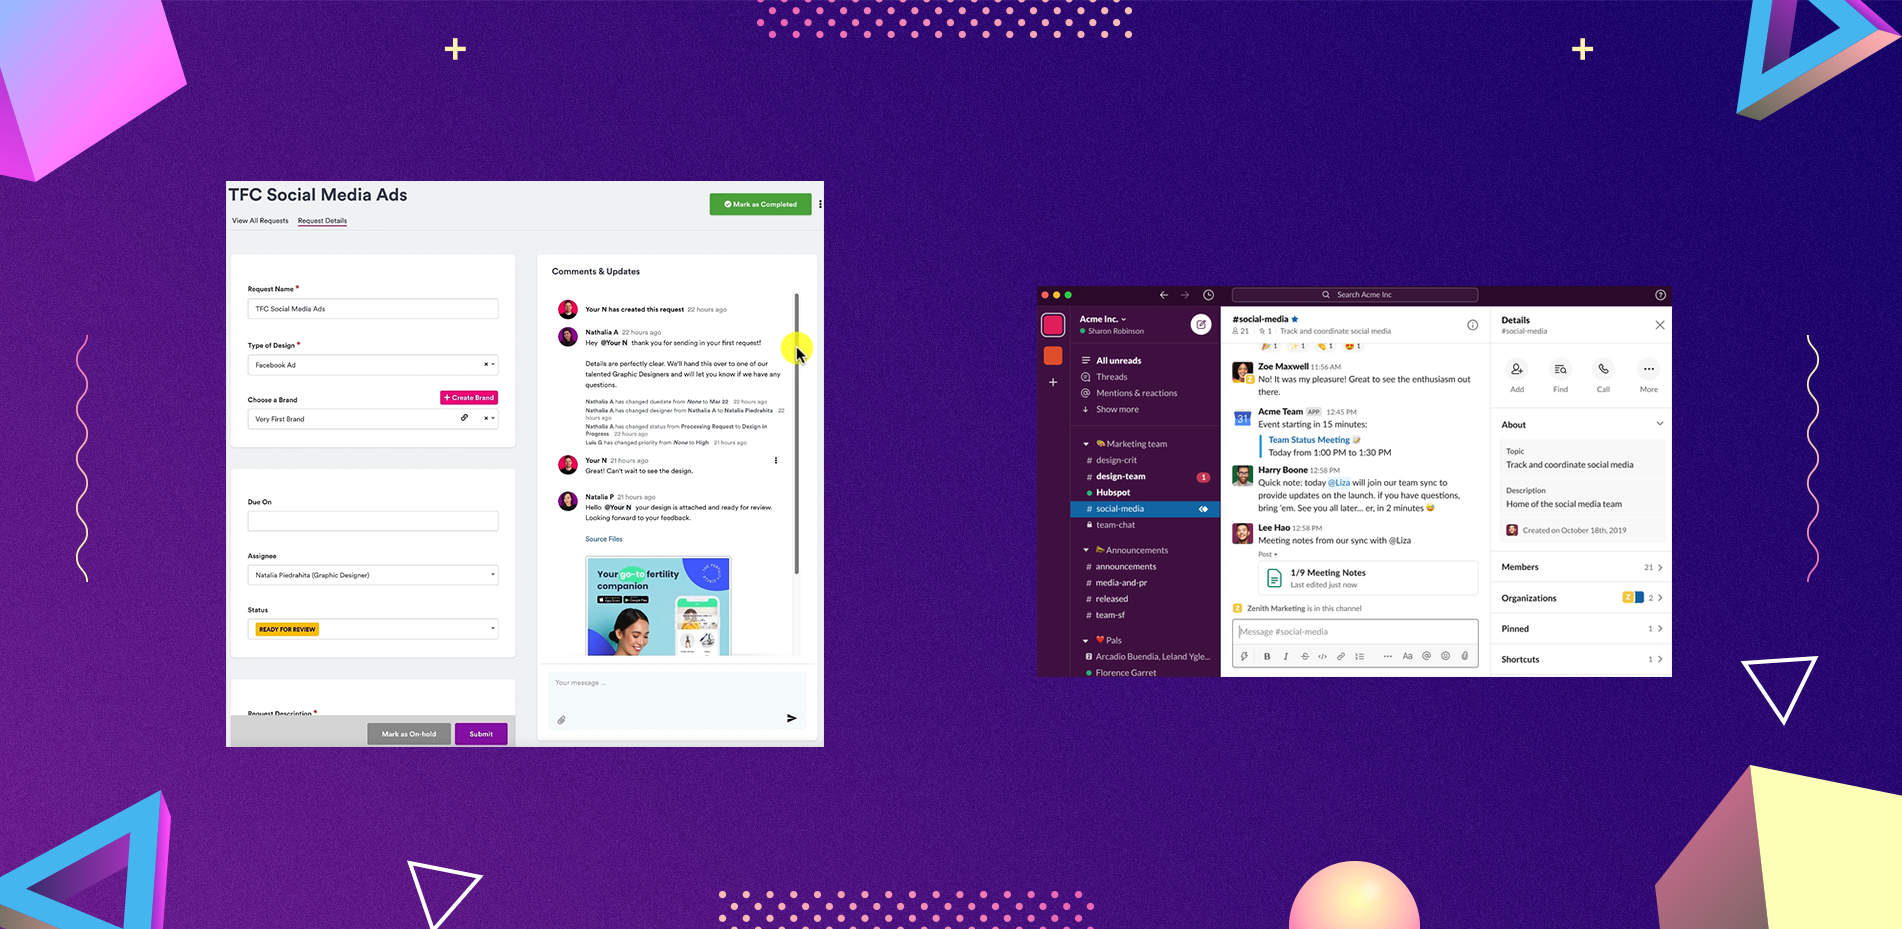 TFC Social Media Ads
Mark as Completed
View All Requests Request Details
Request Name *
TFC Social Media Ads
Type of Design *
Facebook Ad
Choose a Brand
+ Create Brand
Very First Brand
Due On
Assignee
Natalia Piedrahita (Graphic Designer)
Status
READY FOR REVIEW
Request Description *
Mark as On-hold
Submit
Comments & Updates
Your N has created this request 22 hours ago
Nathalia A 22 hours ago
Hey @Your N thank you for sending in your first request!
Details are perfectly clear. We'll hand this over to one of our
talented Graphic Designers and will let you know if we have any
questions.
Nathalia A has changed duedate from None to Mar 22 22 hours ago
Nathalia A has changed designer from Nathalia A to Natalia Piedrahita 22
hours ago
Nathalia A has changed status from Processing Request to Design in
Progress 22 hours ago
Luis G has changed priority from None to High 21 hours ago
Your N 21 hours ago
Great! Can't wait to see the design.
Natalia P 21 hours ago
Hello @Your N your design is attached and ready for review.
Looking forward to your feedback.
Source Files
Your go-to fertility
companion
Your message ...
Search Acme Inc
Acme Inc.
Sharon Robinson
All unreads
Threads
Mentions & reactions
Show more
Marketing team
# design-crit
# design-team 1
Hubspot
# social-media
team-chat
Announcements
# announcements
# media-and-pr
# released
# team-sf
Pals
2 Arcadio Buendia, Leland Ygle...
Florence Garret
#social-media
21 1 Track and coordinate social media
1 1 1 1
Zoe Maxwell 11:56 AM
No! It was my pleasure! Great to see the enthusiasm out
there.
31
Acme Team APP 12:45 PM
Event starting in 15 minutes:
Team Status Meeting
Today from 1:00 PM to 1:30 PM
Harry Boone 12:58 PM
Quick note: today @Liza will join our team sync to
provide updates on the launch. if you have questions,
bring 'em. See you all later... er, in 2 minutes
Lee Hao 12:58 PM
Meeting notes from our sync with @Liza
Post
1/9 Meeting Notes
Last edited just now
Z Zenith Marketing is in this channel
Message #social-media
B I S Aa @
Details
#social-media
Add Find Call More
About
Topic
Track and coordinate social media
Description
Home of the social media team
Created on October 18th, 2019
Members 21
Organizations Z 2
Pinned 1
Shortcuts 1